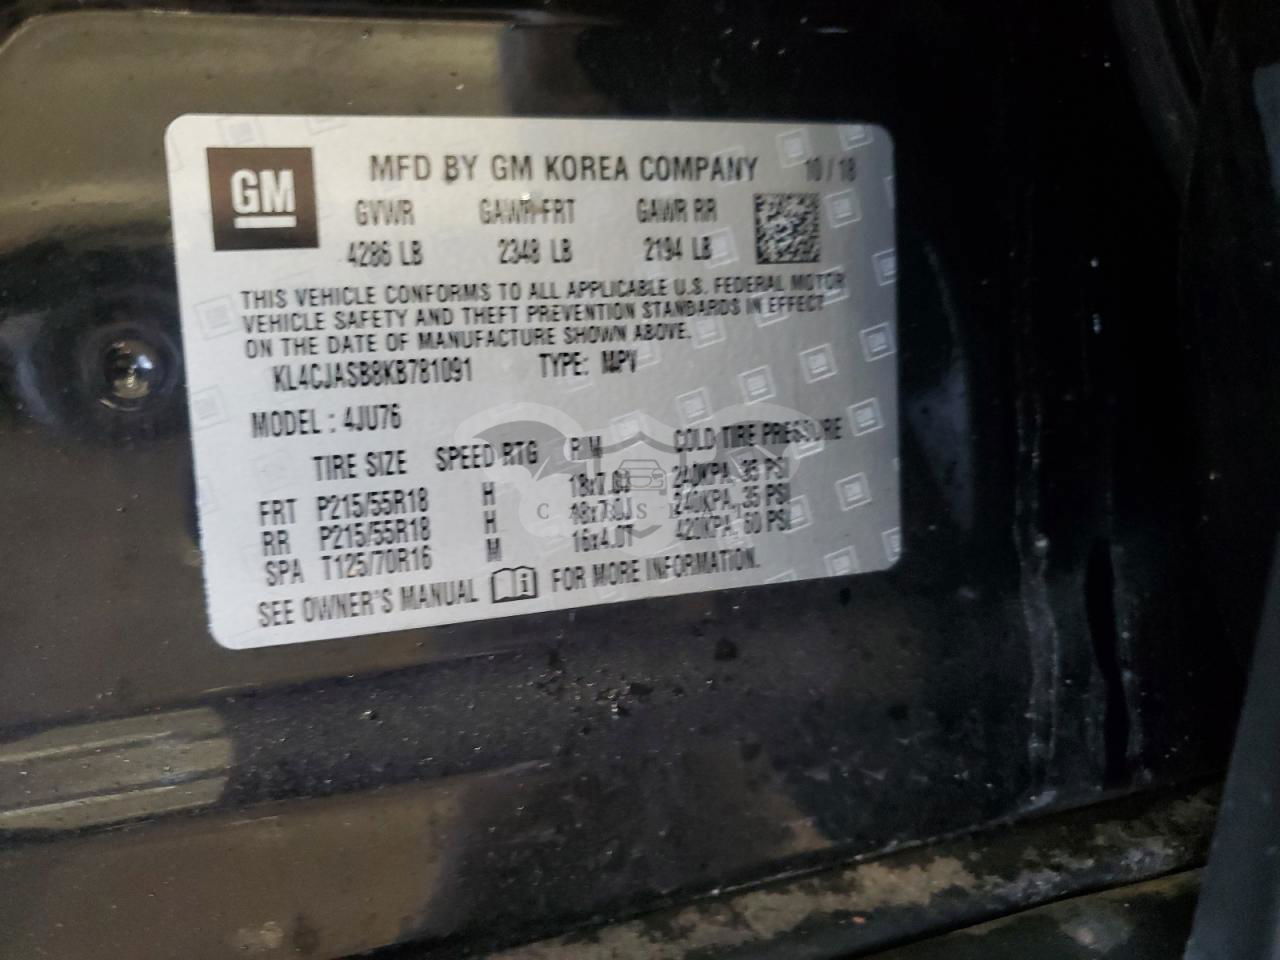 GM
MFD BY GM KOREA COMPANY 10/18
GVWR GAWR FRT GAWR RR
4286 LB 2348 LB 2194 LB
THIS VEHICLE CONFORMS TO ALL APPLICABLE U.S. FEDERAL MOTOR
VEHICLE SAFETY AND THEFT PREVENTION STANDARDS IN EFFECT
ON THE DATE OF MANUFACTURE SHOWN ABOVE.
KL4CJASB8KB781091 TYPE: MPV
MODEL : 4JU76
TIRE SIZE SPEED RTG RIM COLD TIRE PRESSURE
FRT P215/55R18 H 18x7.0J 240KPA, 35 PSI
RR P215/55R18 H 18x7.0J 240KPA, 35 PSI
SPA T125/70R16 M 16x4.0T 420KPA, 60 PSI
SEE OWNER'S MANUAL FOR MORE INFORMATION.